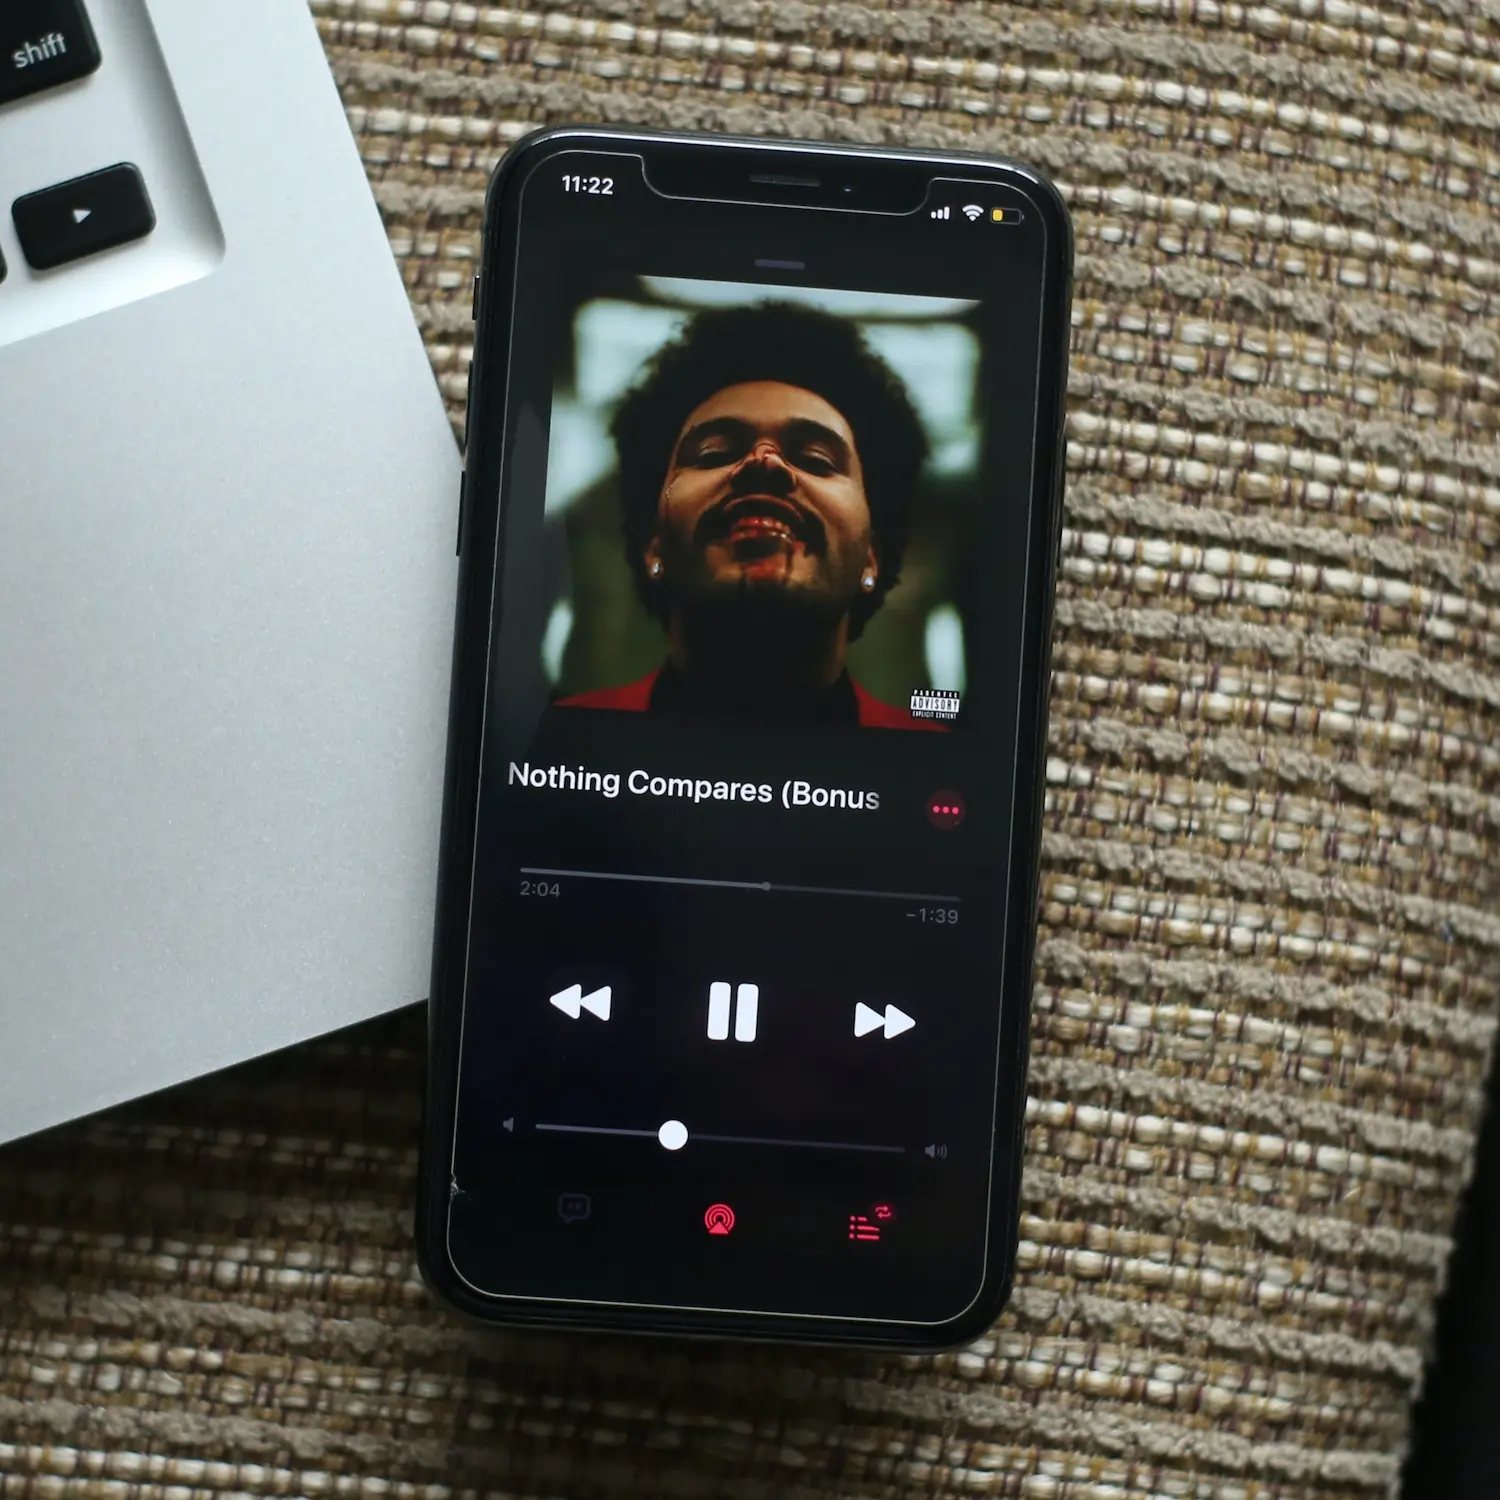 shift
11:22
PARENTAL
ADVISORY
EXPLICIT CONTENT
Nothing Compares (Bonus
2:04
-1:39